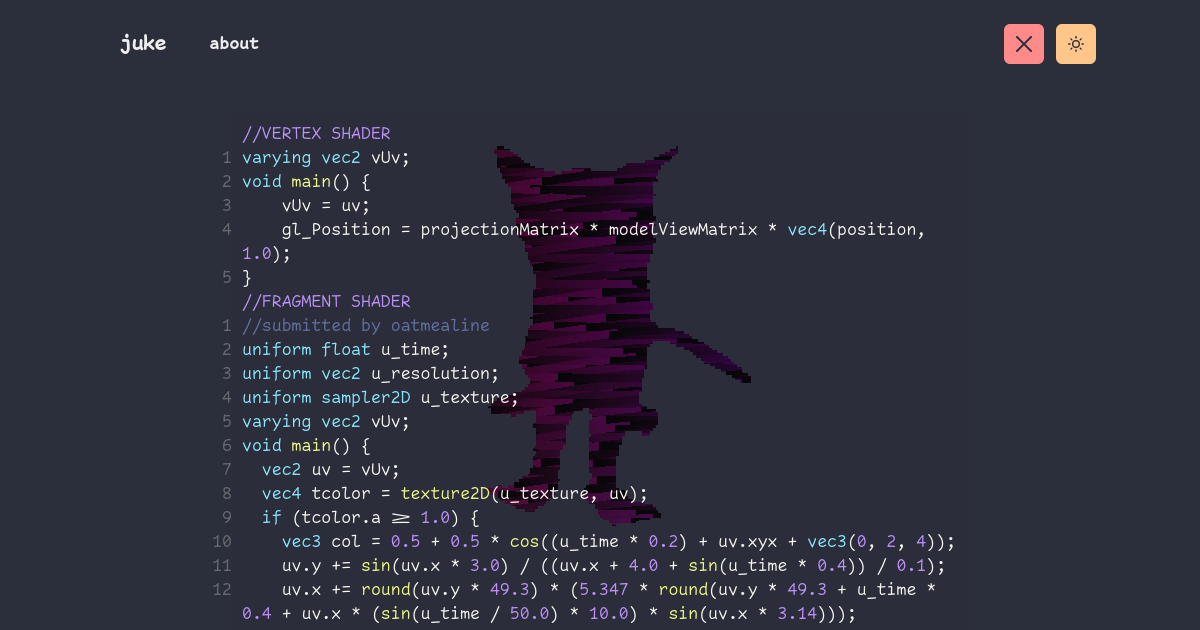 juke about
//VERTEX SHADER
1 varying vec2 vUv;
2 void main() {
3     vUv = uv;
4     gl_Position = projectionMatrix * modelViewMatrix * vec4(position,
1.0);
5 }
//FRAGMENT SHADER
1 //submitted by oatmealine
2 uniform float u_time;
3 uniform vec2 u_resolution;
4 uniform sampler2D u_texture;
5 varying vec2 vUv;
6 void main() {
7   vec2 uv = vUv;
8   vec4 tcolor = texture2D(u_texture, uv);
9   if (tcolor.a ≥ 1.0) {
10     vec3 col = 0.5 + 0.5 * cos((u_time * 0.2) + uv.xyx + vec3(0, 2, 4));
11     uv.y += sin(uv.x * 3.0) / ((uv.x + 4.0 + sin(u_time * 0.4)) / 0.1);
12     uv.x += round(uv.y * 49.3) * (5.347 * round(uv.y * 49.3 + u_time *
0.4 + uv.x * (sin(u_time / 50.0) * 10.0) * sin(uv.x * 3.14)));